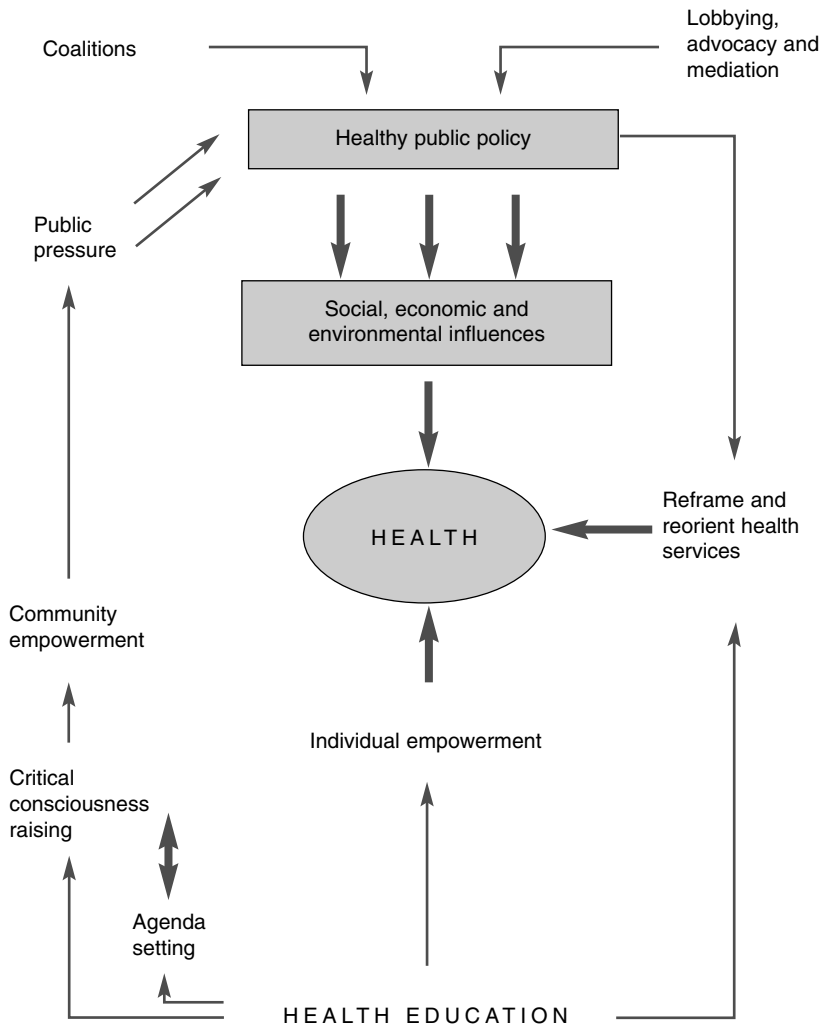 Coalitions
Lobbying,
advocacy and
mediation
Healthy public policy
Public
pressure
Social, economic and
environmental influences
HEALTH
Reframe and
reorient health
services
Community
empowerment
Individual empowerment
Critical
consciousness
raising
Agenda
setting
HEALTH EDUCATION